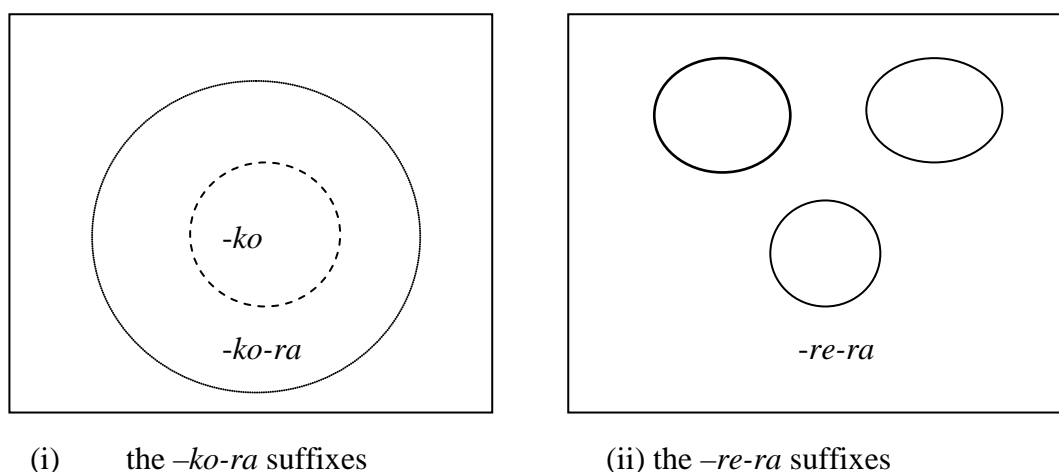 -ko
-ko-ra
-re-ra
(i) the –ko-ra suffixes
(ii) the –re-ra suffixes